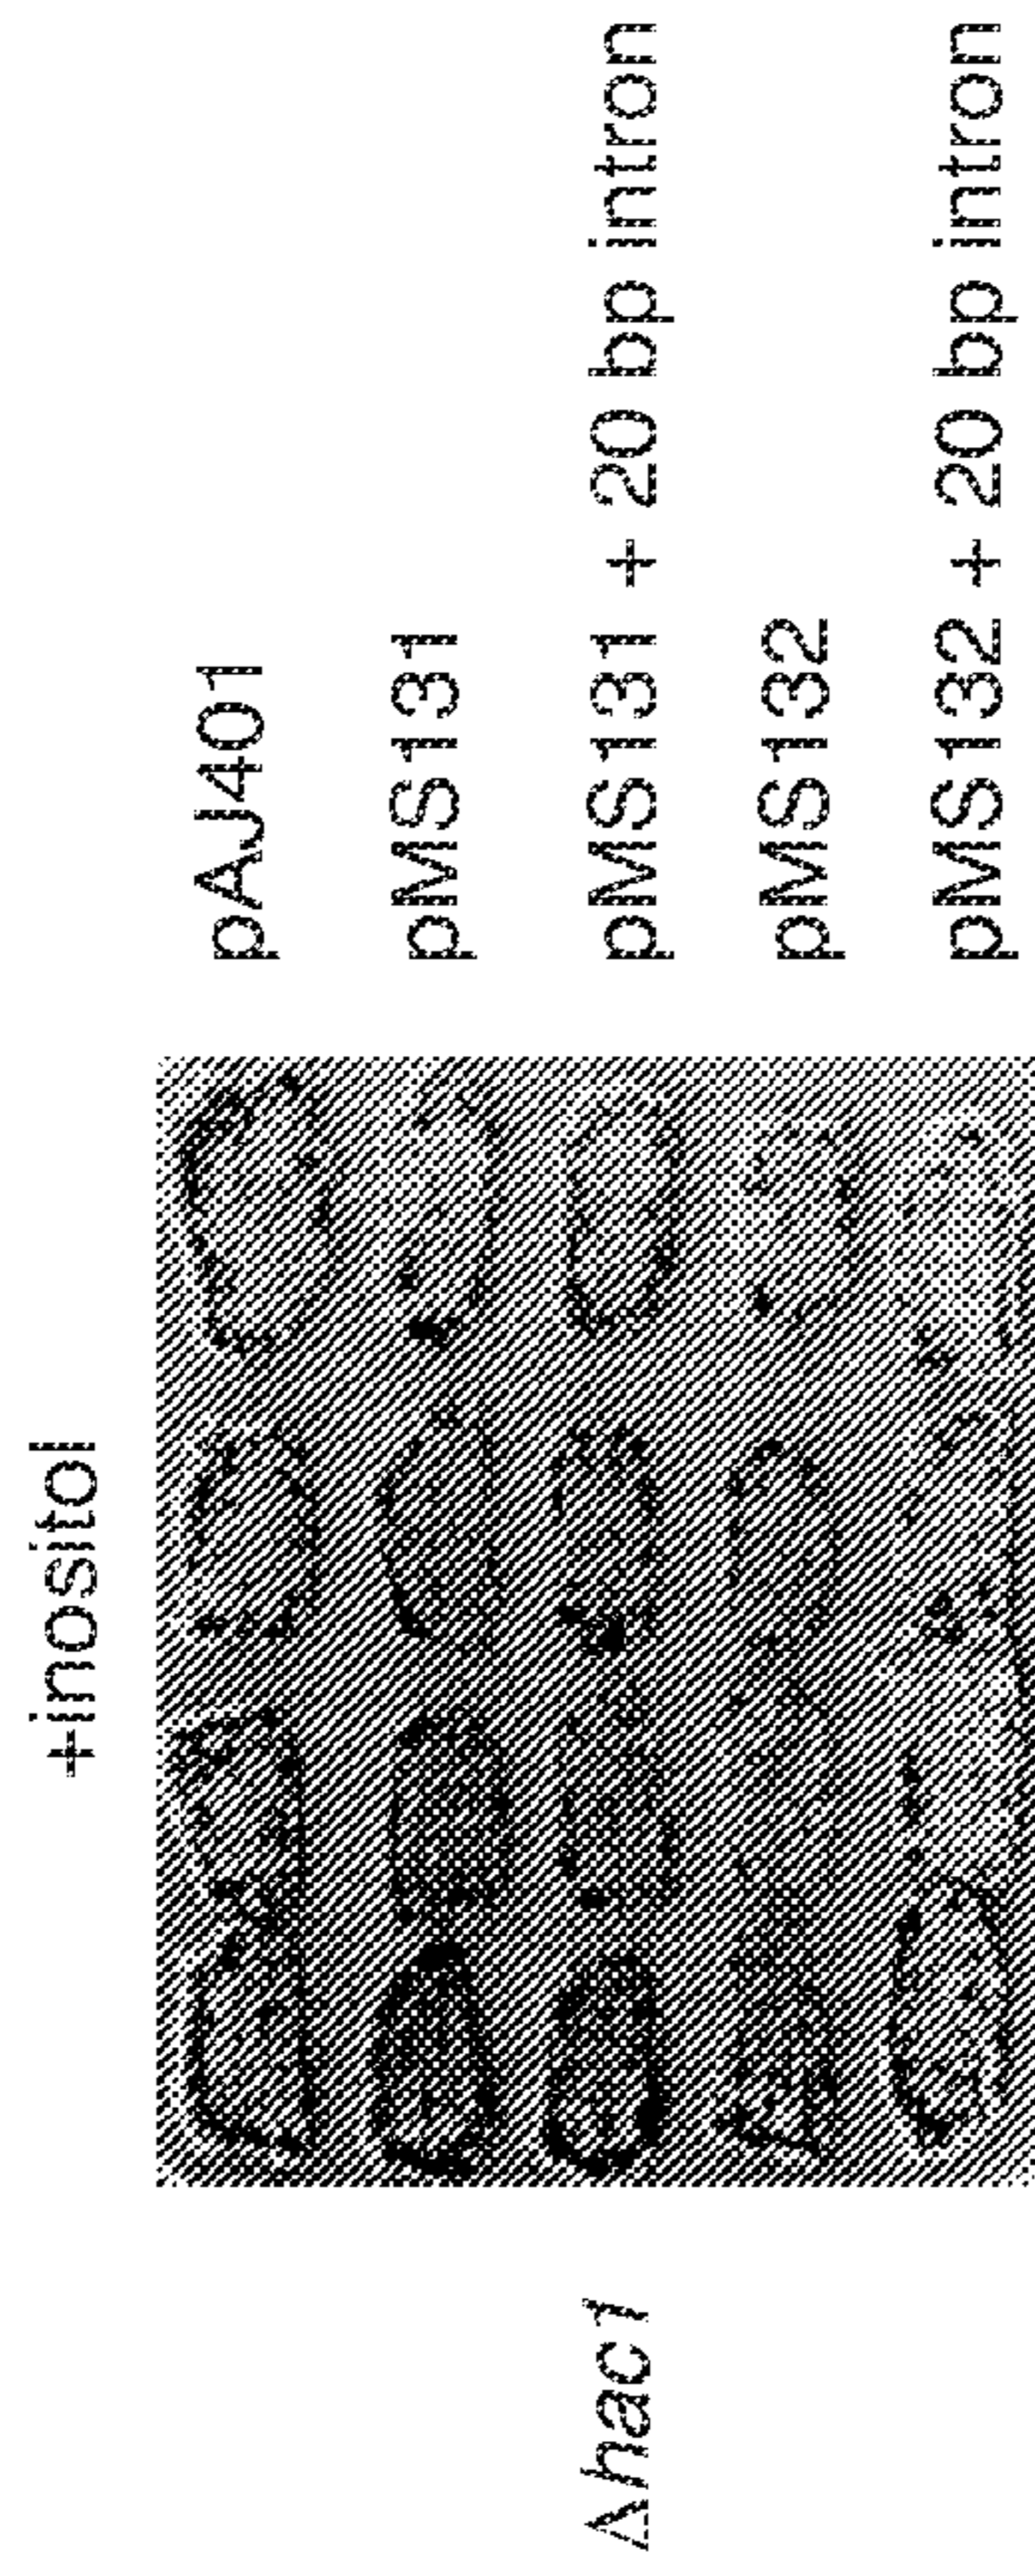 +inositol
pAJ401
pMS131
pMS131 + 20 bp intron
pMS132
pMS132 + 20 bp intron
Δhac1